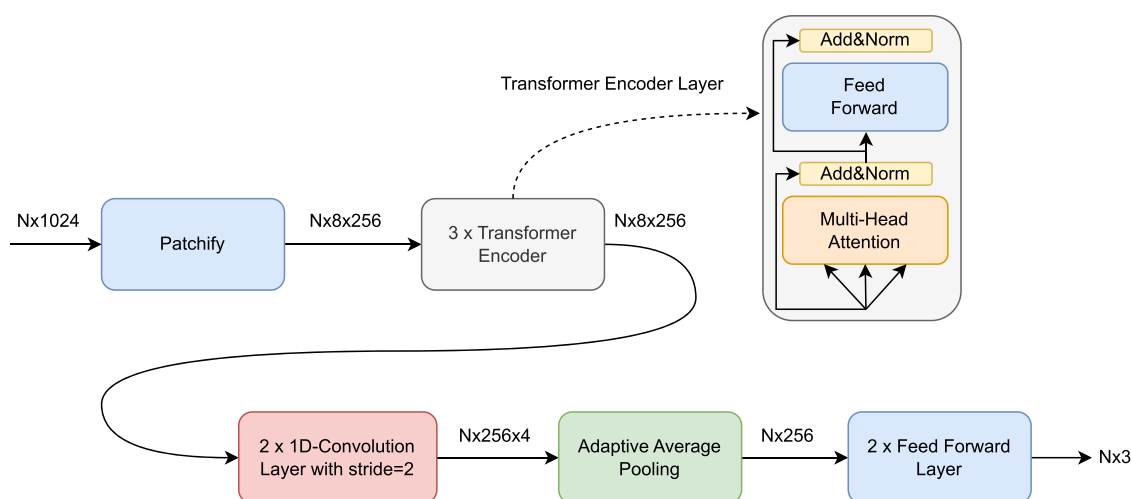 Add&Norm
Transformer Encoder Layer
Feed
Forward
Add&Norm
Nx1024
Patchify
Nx8x256
3 x Transformer
Encoder
Nx8x256
Multi-Head
Attention
2 x 1D-Convolution
Layer with stride=2
Nx256x4
Adaptive Average
Pooling
Nx256
2 x Feed Forward
Layer
Nx3